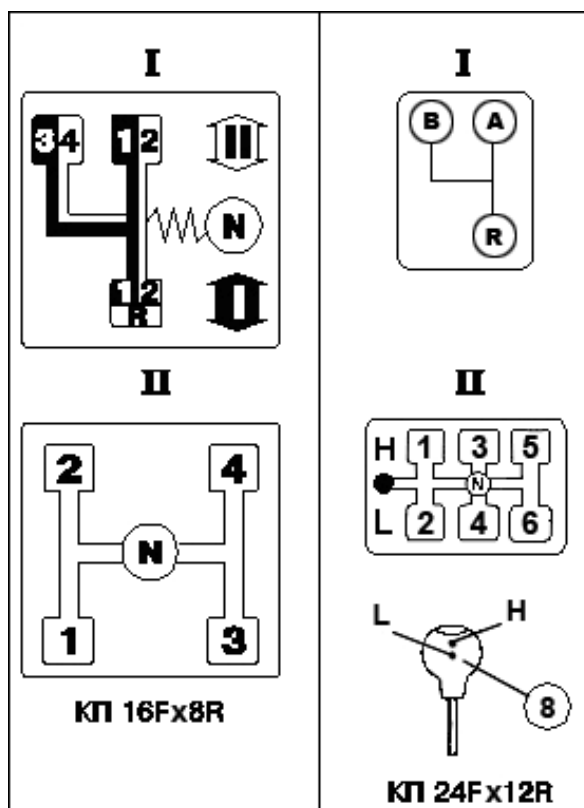 I
3 4 1 2 II
N
1 2 I
R
II
2 4
N
1 3
КП 16Fx8R
I
B A
R
II
H 1 3 5
N
L 2 4 6
L H
8
КП 24Fx12R